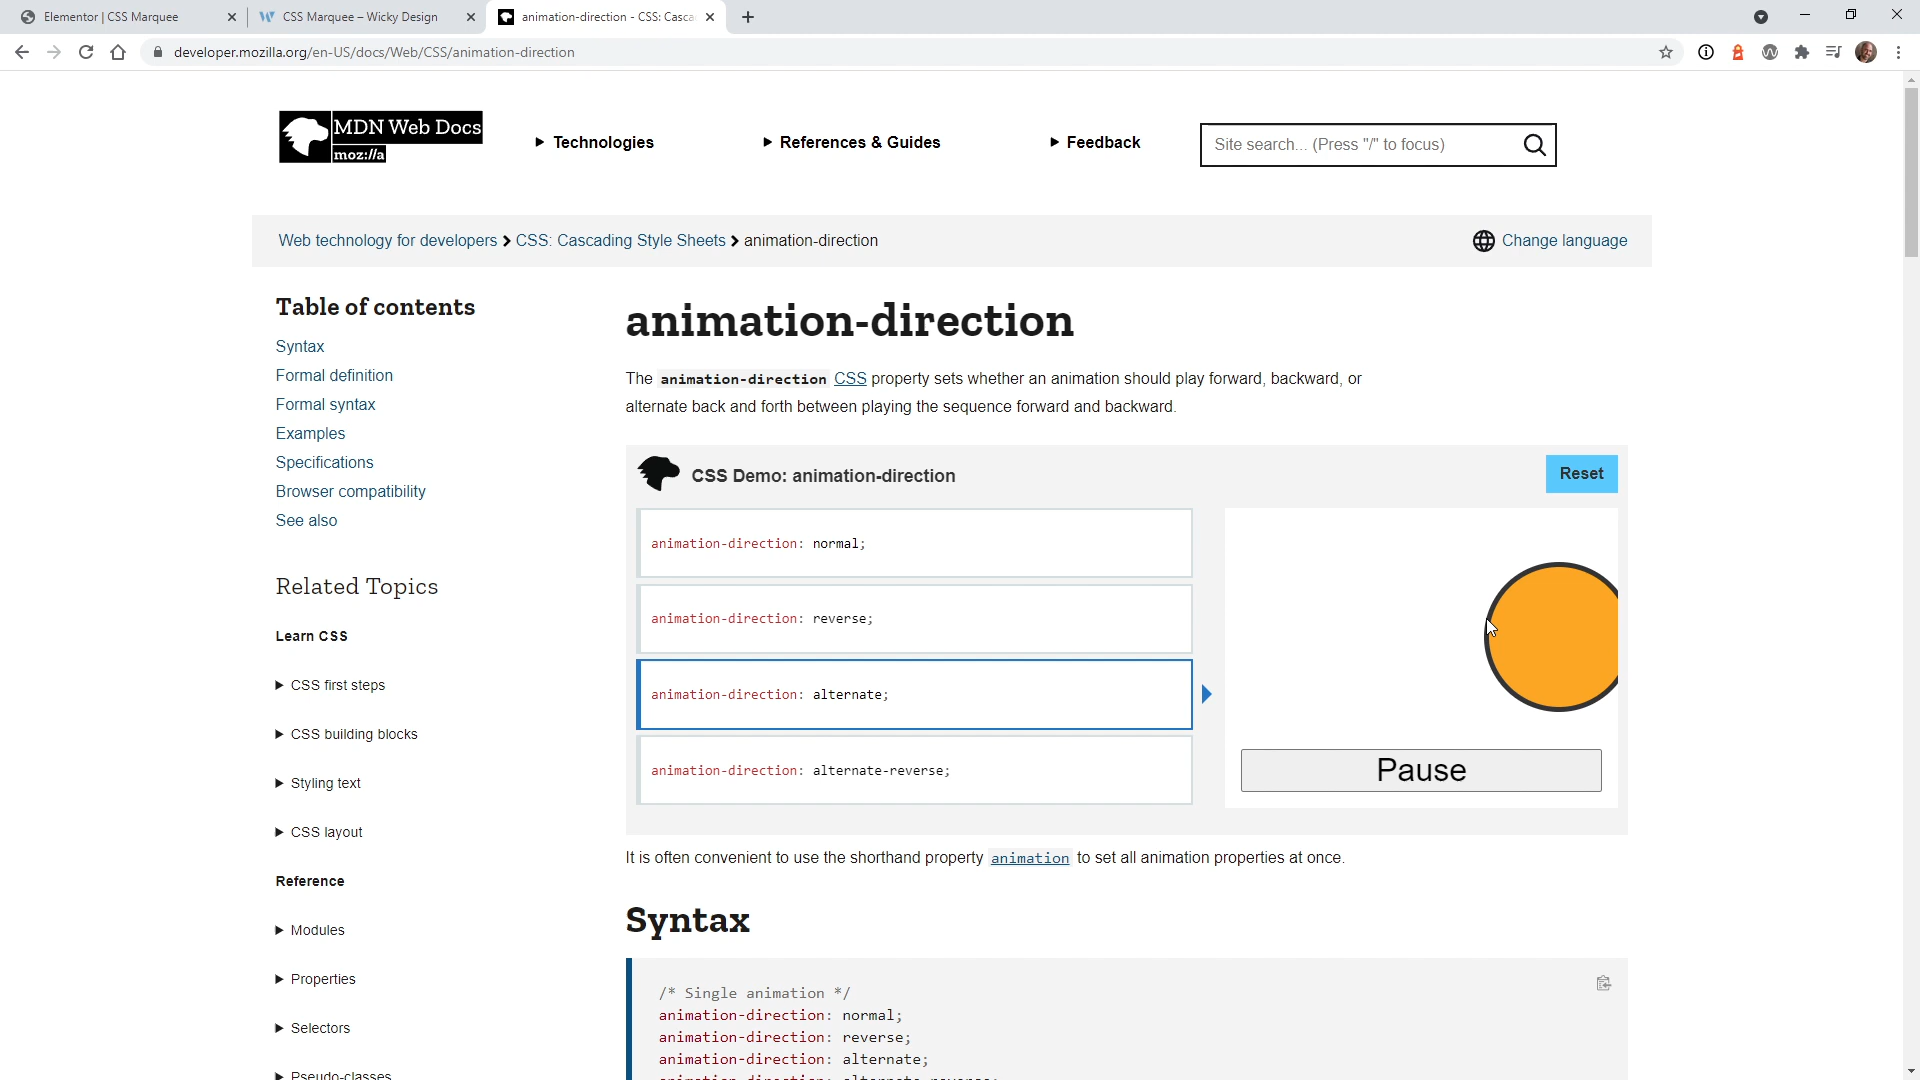 Elementor | CSS Marquee
CSS Marquee – Wicky Design
animation-direction - CSS: Casca
developer.mozilla.org/en-US/docs/Web/CSS/animation-direction
MDN Web Docs
moz://a
Technologies
References & Guides
Feedback
Site search... (Press "/" to focus)
Web technology for developers
CSS: Cascading Style Sheets
animation-direction
Change language
Table of contents
Syntax
Formal definition
Formal syntax
Examples
Specifications
Browser compatibility
See also
Related Topics
Learn CSS
CSS first steps
CSS building blocks
Styling text
CSS layout
Reference
Modules
Properties
Selectors
Pseudo-classes
animation-direction
The animation-direction CSS property sets whether an animation should play forward, backward, or
alternate back and forth between playing the sequence forward and backward.
CSS Demo: animation-direction
Reset
animation-direction: normal;
animation-direction: reverse;
animation-direction: alternate;
animation-direction: alternate-reverse;
Pause
It is often convenient to use the shorthand property animation to set all animation properties at once.
Syntax
/* Single animation */
animation-direction: normal;
animation-direction: reverse;
animation-direction: alternate;
animation-direction: alternate-reverse;